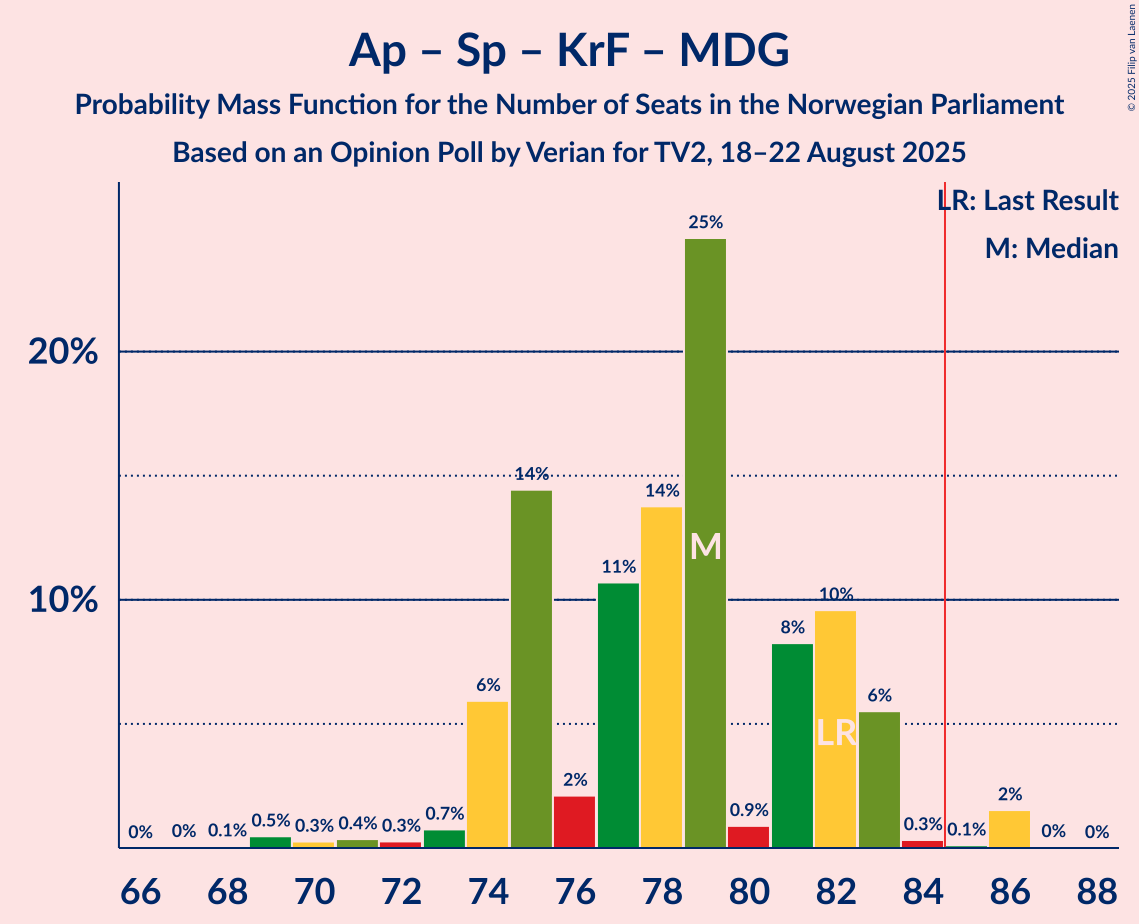 © 2025 Filip van Laenen
Ap – Sp – KrF – MDG
Probability Mass Function for the Number of Seats in the Norwegian Parliament
Based on an Opinion Poll by Verian for TV2, 18–22 August 2025
LR: Last Result
M: Median
20%
10%
0% 0% 0.1% 0.5% 0.3% 0.4% 0.3% 0.7% 6% 14% 2% 11% 14% 25% 0.9% 8% 10% 6% 0.3% 0.1% 2% 0% 0%
M
LR
66 68 70 72 74 76 78 80 82 84 86 88